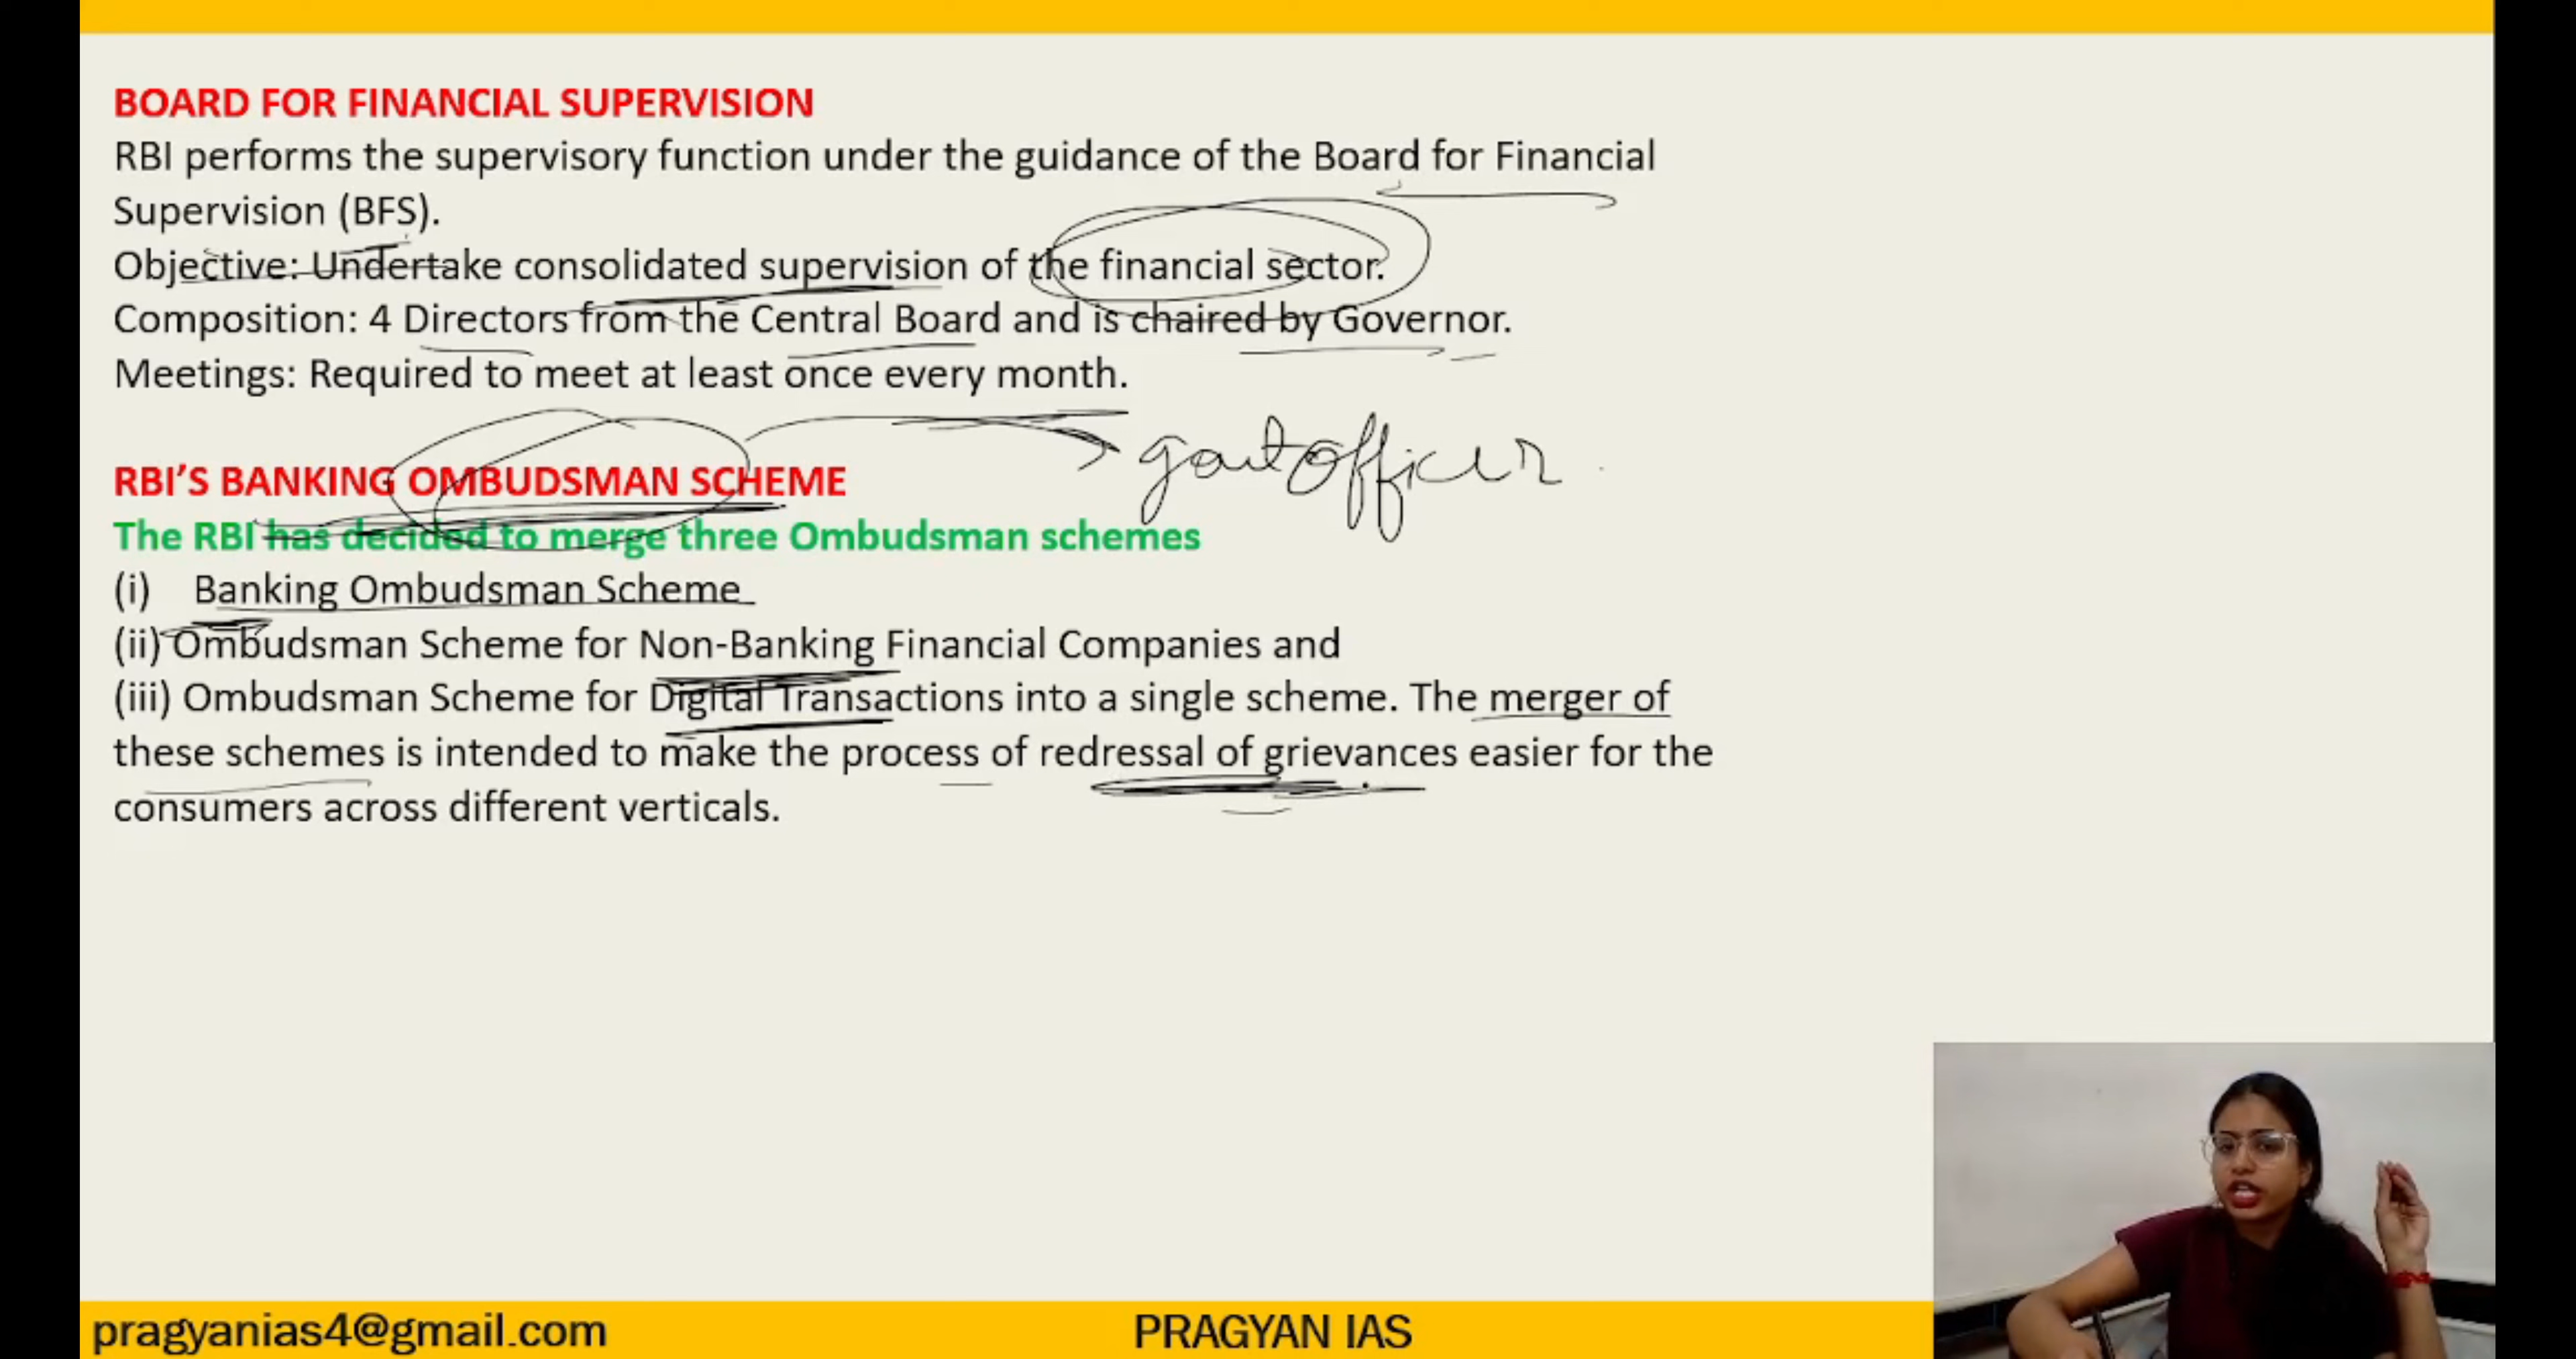 BOARD FOR FINANCIAL SUPERVISION
RBI performs the supervisory function under the guidance of the Board for Financial
Supervision (BFS).
Objective: Undertake consolidated supervision of the financial sector.
Composition: 4 Directors from the Central Board and is chaired by Governor.
Meetings: Required to meet at least once every month.
govt officer
RBI’S BANKING OMBUDSMAN SCHEME
The RBI has decided to merge three Ombudsman schemes
(i) Banking Ombudsman Scheme
(ii) Ombudsman Scheme for Non-Banking Financial Companies and
(iii) Ombudsman Scheme for Digital Transactions into a single scheme. The merger of
these schemes is intended to make the process of redressal of grievances easier for the
consumers across different verticals.
pragyanias4@gmail.com
PRAGYAN IAS